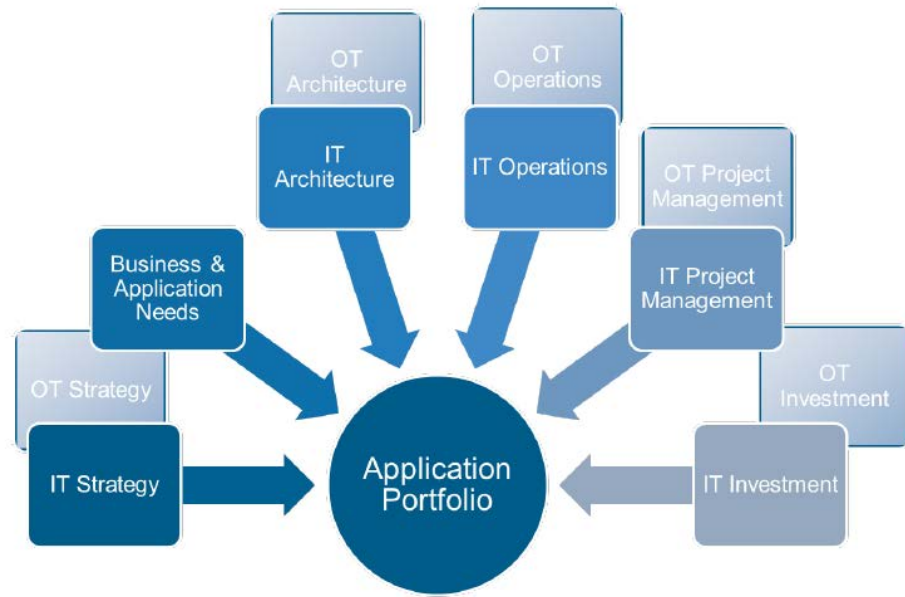 OT
Architecture
IT
Architecture
OT
Operations
IT Operations
OT Project
Management
IT Project
Management
Business &
Application
Needs
OT Strategy
IT Strategy
OT
Investment
IT Investment
Application
Portfolio